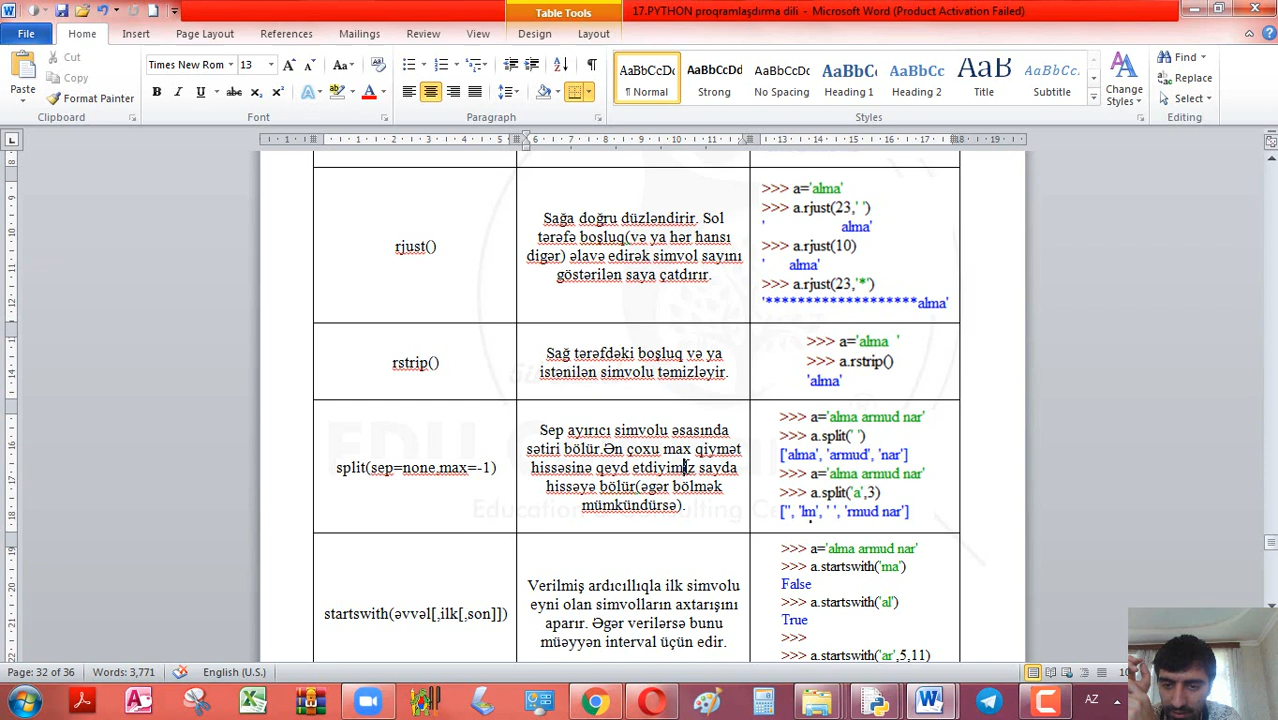 Table Tools
17.PYTHON proqramlaşdırma dili - Microsoft Word (Product Activation Failed)
File Home Insert Page Layout References Mailings Review View Design Layout
Paste
Cut
Copy
Format Painter
Clipboard
Times New Rom 13
Font
Paragraph
AaBbCcDc
¶ Normal
AaBbCcDd
Strong
AaBbCcDc
No Spacing
AaBbC
Heading 1
AaBbCc
Heading 2
AaB
Title
AaBbCcDc
Subtitle
Change
Styles
Styles
Find
Replace
Select
Editing
rjust()
Sağa doğru düzləndirir. Sol
tərəfə boşluq(və ya hər hansı
digər) əlavə edirək simvol sayını
göstərilən saya çatdırır.
>>> a='alma'
>>> a.rjust(23,' ')
'                   alma'
>>> a.rjust(10)
'      alma'
>>> a.rjust(23,'*')
'*******************alma'
rstrip()
Sağ tərəfdəki boşluq və ya
istənilən simvolu təmizləyir.
>>> a='alma  '
>>> a.rstrip()
'alma'
split(sep=none,max=-1)
Sep ayırıcı simvolu əsasında
sətiri bölür.Ən çoxu max qiymət
hissəsinə qeyd etdiyimiz sayda
hissəyə bölür(əgər bölmək
mümkündürsə).
>>> a='alma armud nar'
>>> a.split(' ')
['alma', 'armud', 'nar']
>>> a='alma armud nar'
>>> a.split('a',3)
['', 'lm', ' ', 'rmud nar']
startswith(əvvəl[,ilk[,son]])
Verilmiş ardıcıllıqla ilk simvolu
eyni olan simvolların axtarışını
aparır. Əgər verilərsə bunu
müəyyən interval üçün edir.
>>> a='alma armud nar'
>>> a.startswith('ma')
False
>>> a.startswith('al')
True
>>>
>>> a.startswith('ar',5,11)
Page: 32 of 36 Words: 3,771
AZ